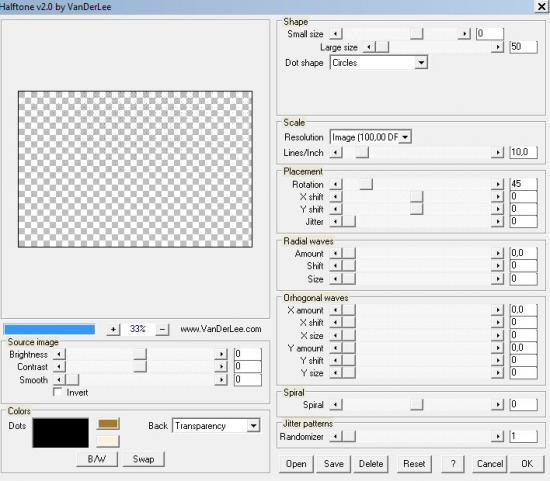 Halftone v2.0 by VanDerLee
Shape
Small size 0
Large size 50
Dot shape Circles
Scale
Resolution Image (100,00 DF
Lines/Inch 10,0
Placement
Rotation 45
X shift 0
Y shift 0
Jitter 0
Radial waves
Amount 0,0
Shift 0
Size 0
Orhogonal waves
X amount 0,0
X shift 0
X size 0
Y amount 0,0
Y shift 0
Y size 0
Spiral
Spiral 0
Jitter patterns
Randomizer 1
Open Save Delete Reset ? Cancel OK
+ 33% − www.VanDerLee.com
Source image
Brightness 0
Contrast 0
Smooth 0
Invert
Colors
Dots Back Transparency
B/W Swap